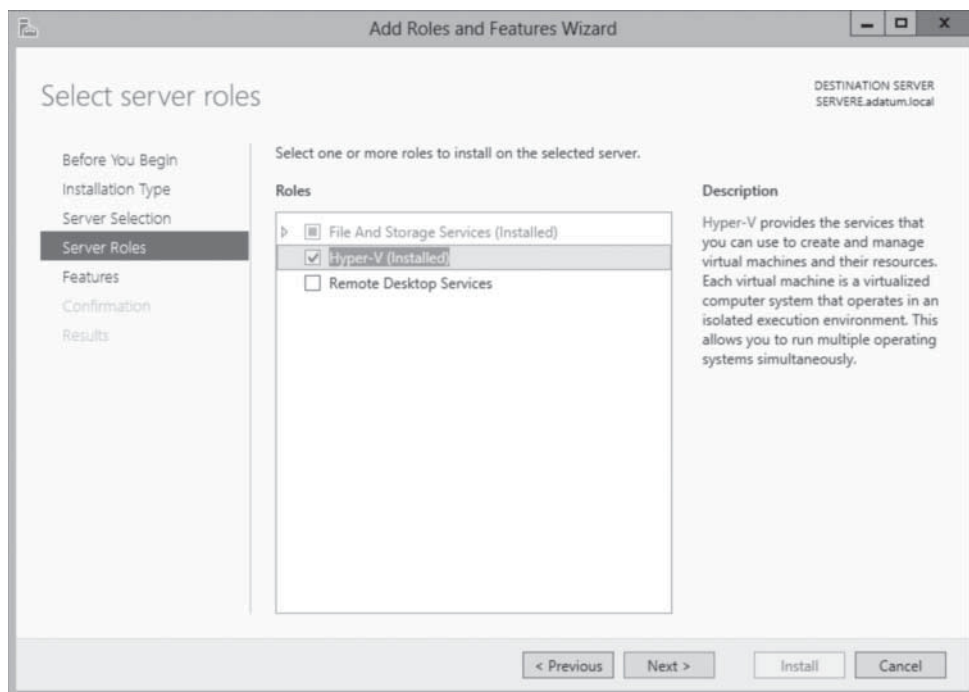 Add Roles and Features Wizard
Select server roles
DESTINATION SERVER
SERVERE.adatum.local
Before You Begin
Installation Type
Server Selection
Server Roles
Features
Confirmation
Results
Select one or more roles to install on the selected server.
Roles
File And Storage Services (Installed)
Hyper-V (Installed)
Remote Desktop Services
Description
Hyper-V provides the services that
you can use to create and manage
virtual machines and their resources.
Each virtual machine is a virtualized
computer system that operates in an
isolated execution environment. This
allows you to run multiple operating
systems simultaneously.
< Previous
Next >
Install
Cancel